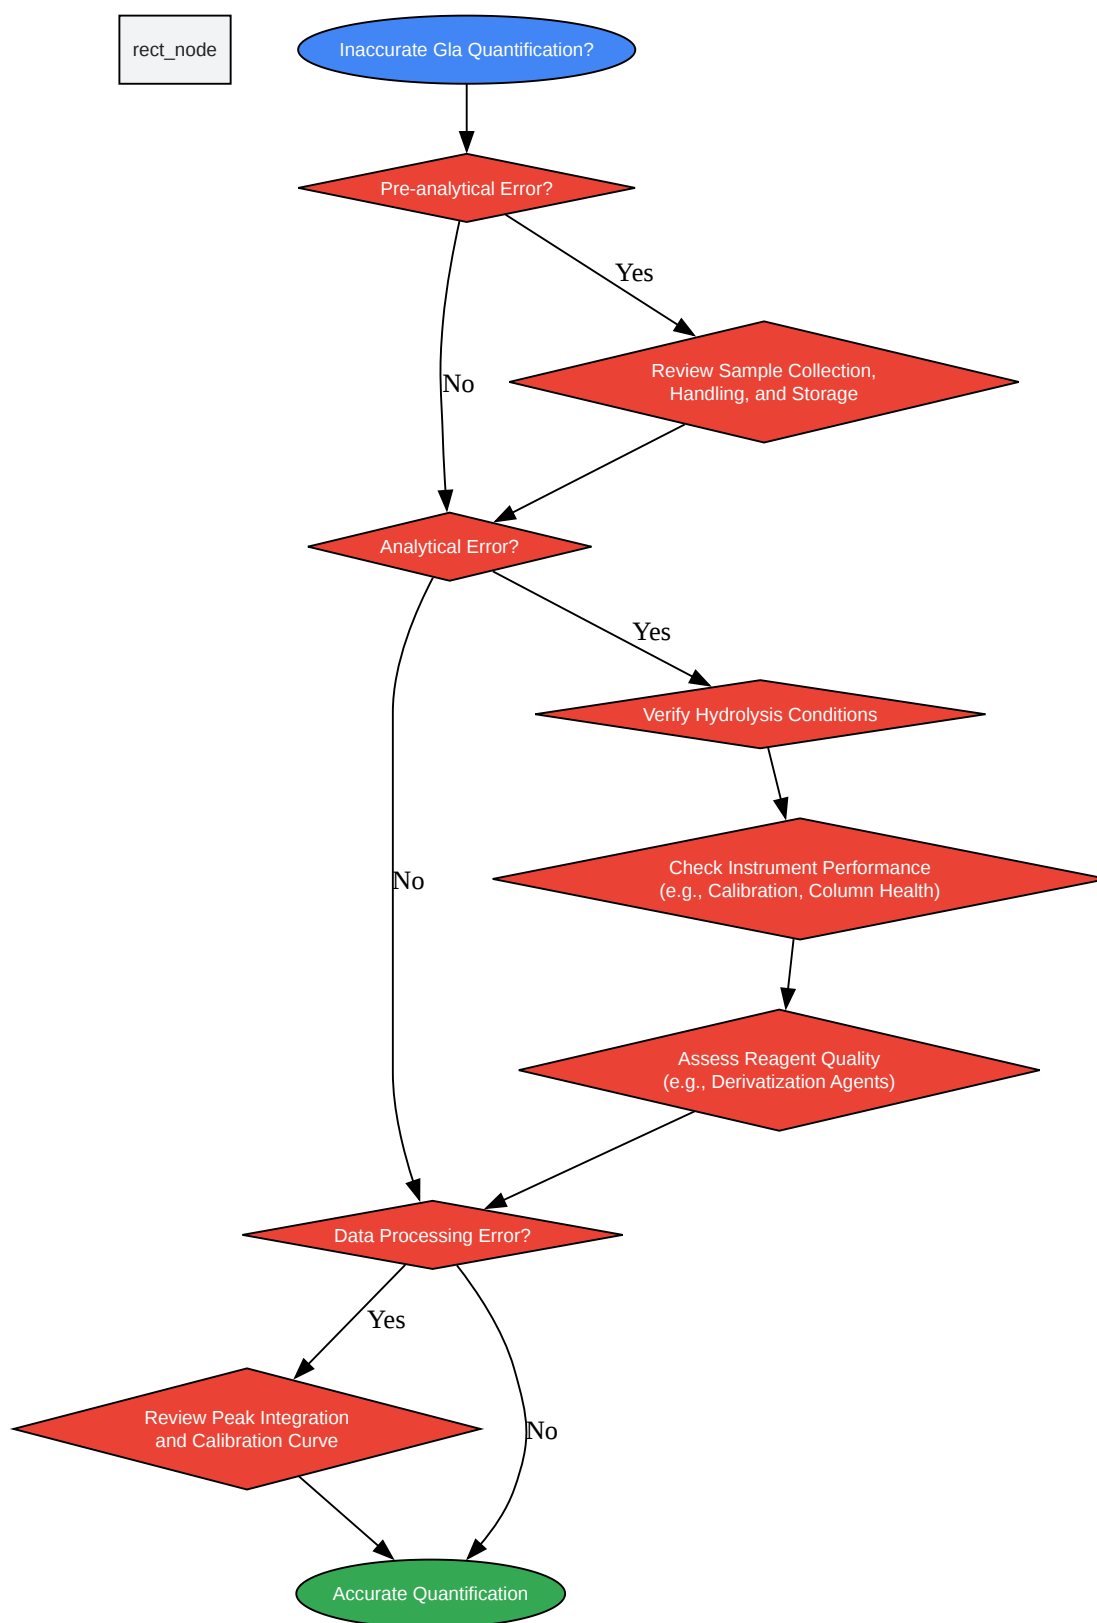 rect_node
Inaccurate Gla Quantification?
Pre-analytical Error?
Yes
Review Sample Collection,
Handling, and Storage
No
Analytical Error?
Yes
Verify Hydrolysis Conditions
Check Instrument Performance
(e.g., Calibration, Column Health)
No
Assess Reagent Quality
(e.g., Derivatization Agents)
Data Processing Error?
Yes
Review Peak Integration
and Calibration Curve
No
Accurate Quantification